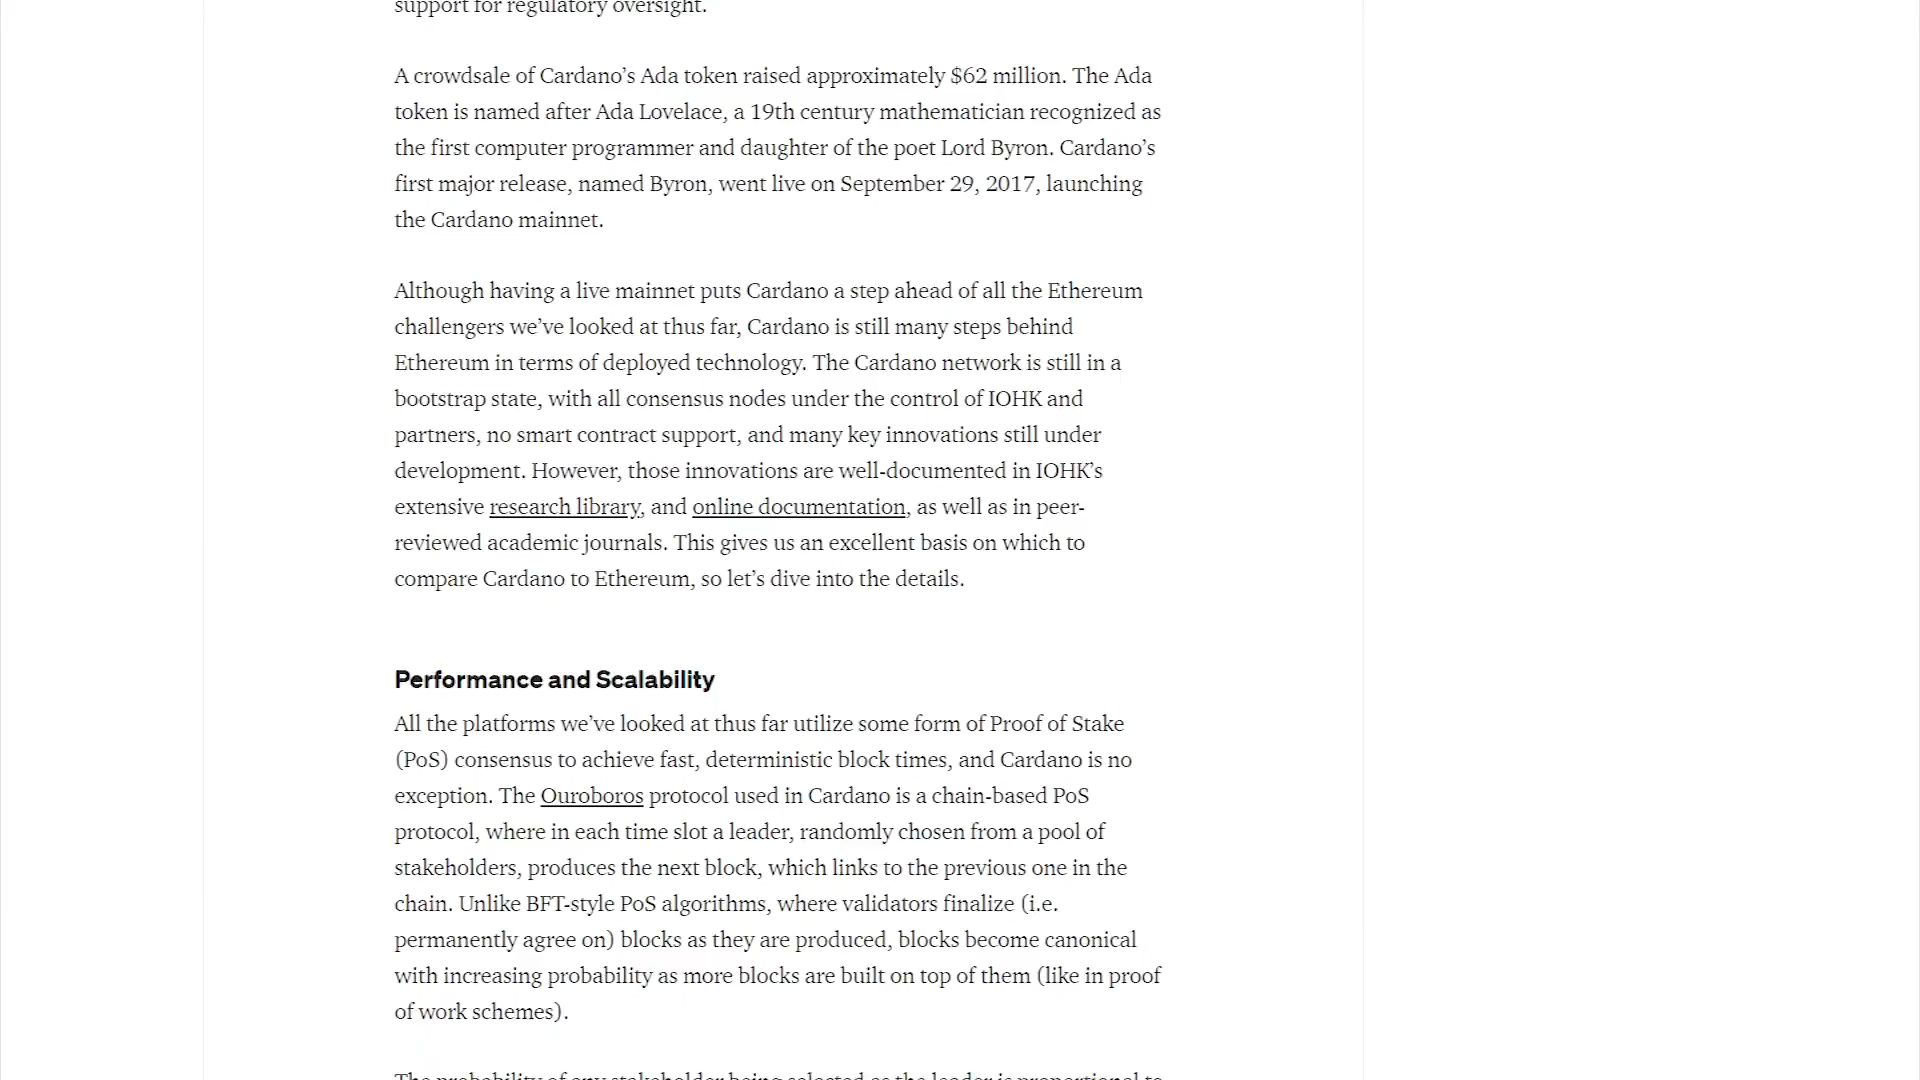 support for regulatory oversight.
A crowdsale of Cardano’s Ada token raised approximately $62 million. The Ada
token is named after Ada Lovelace, a 19th century mathematician recognized as
the first computer programmer and daughter of the poet Lord Byron. Cardano’s
first major release, named Byron, went live on September 29, 2017, launching
the Cardano mainnet.
Although having a live mainnet puts Cardano a step ahead of all the Ethereum
challengers we’ve looked at thus far, Cardano is still many steps behind
Ethereum in terms of deployed technology. The Cardano network is still in a
bootstrap state, with all consensus nodes under the control of IOHK and
partners, no smart contract support, and many key innovations still under
development. However, those innovations are well-documented in IOHK’s
extensive research library, and online documentation, as well as in peer-
reviewed academic journals. This gives us an excellent basis on which to
compare Cardano to Ethereum, so let’s dive into the details.
Performance and Scalability
All the platforms we’ve looked at thus far utilize some form of Proof of Stake
(PoS) consensus to achieve fast, deterministic block times, and Cardano is no
exception. The Ouroboros protocol used in Cardano is a chain-based PoS
protocol, where in each time slot a leader, randomly chosen from a pool of
stakeholders, produces the next block, which links to the previous one in the
chain. Unlike BFT-style PoS algorithms, where validators finalize (i.e.
permanently agree on) blocks as they are produced, blocks become canonical
with increasing probability as more blocks are built on top of them (like in proof
of work schemes).
The probability of any stakeholder being selected as the leader is proportional to